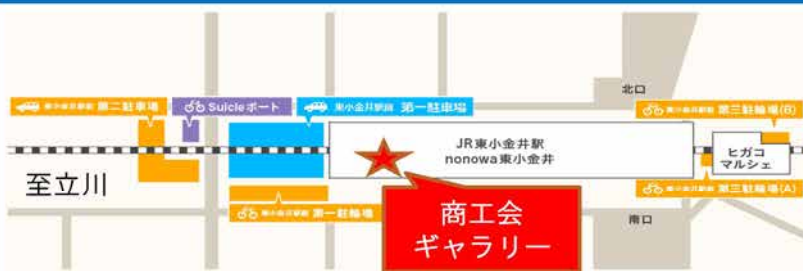 北口
東小金井駅前 第二駐車場
Suicleポート
東小金井駅前 第一駐車場
東小金井駅前 第三駐輪場(B)
JR東小金井駅
nonowa東小金井
ヒガコ
マルシェ
至立川
東小金井駅前 第三駐輪場(A)
東小金井駅前 第一駐輪場
南口
商工会
ギャラリー